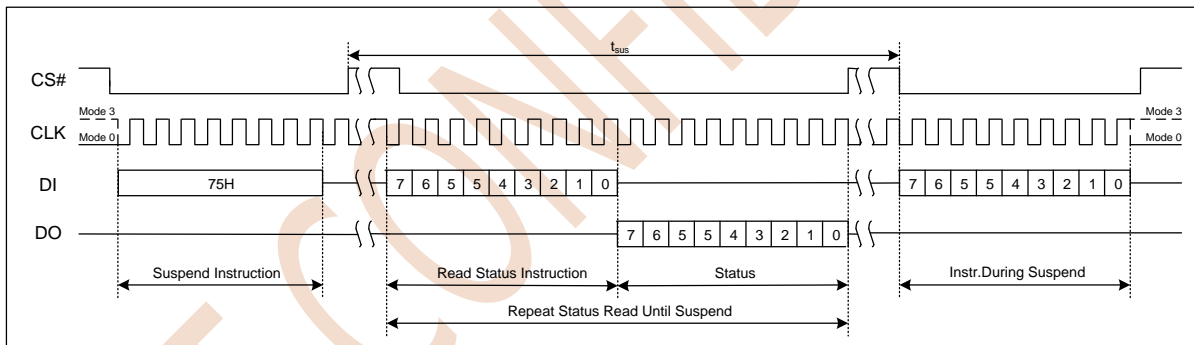 tsus
CS#
Mode 3 Mode 3
CLK
Mode 0 Mode 0
DI 75H 7 6 5 5 4 3 2 1 0 7 6 5 5 4 3 2 1 0
DO 7 6 5 5 4 3 2 1 0
Suspend Instruction Read Status Instruction Status Instr.During Suspend
Repeat Status Read Until Suspend